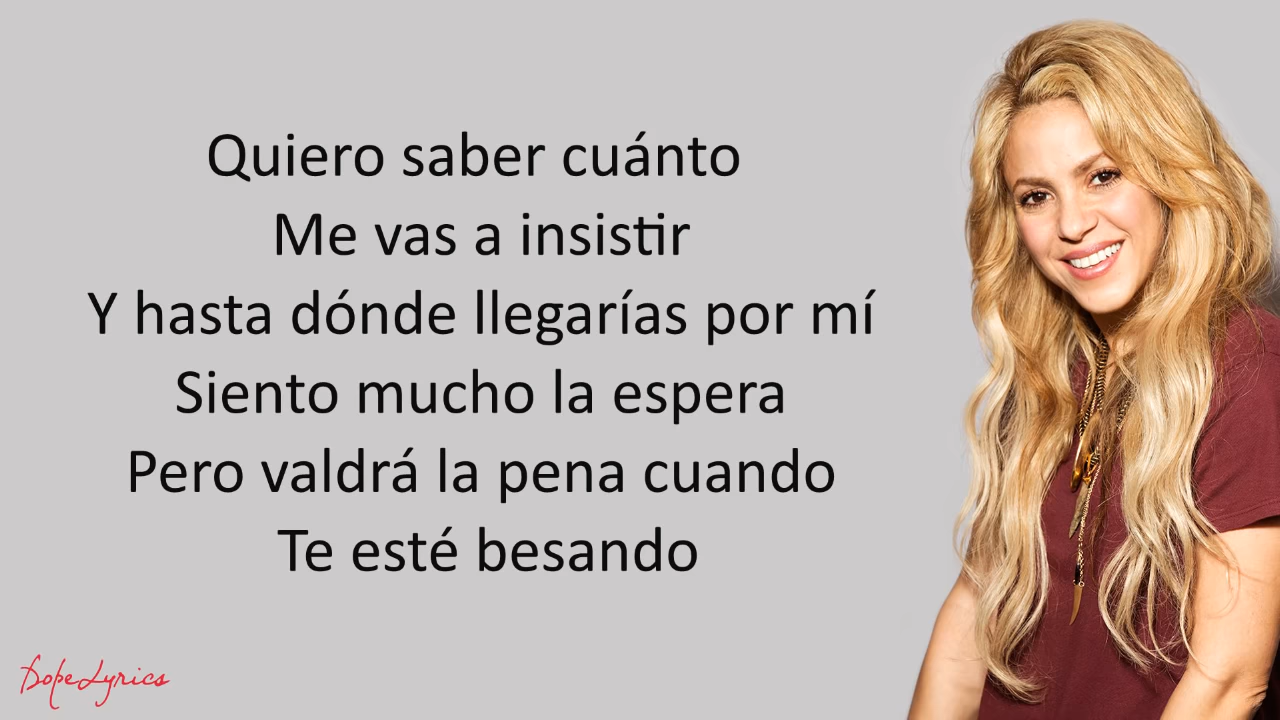 Quiero saber cuánto
Me vas a insistir
Y hasta dónde llegarías por mí
Siento mucho la espera
Pero valdrá la pena cuando
Te esté besando
DopeLyrics